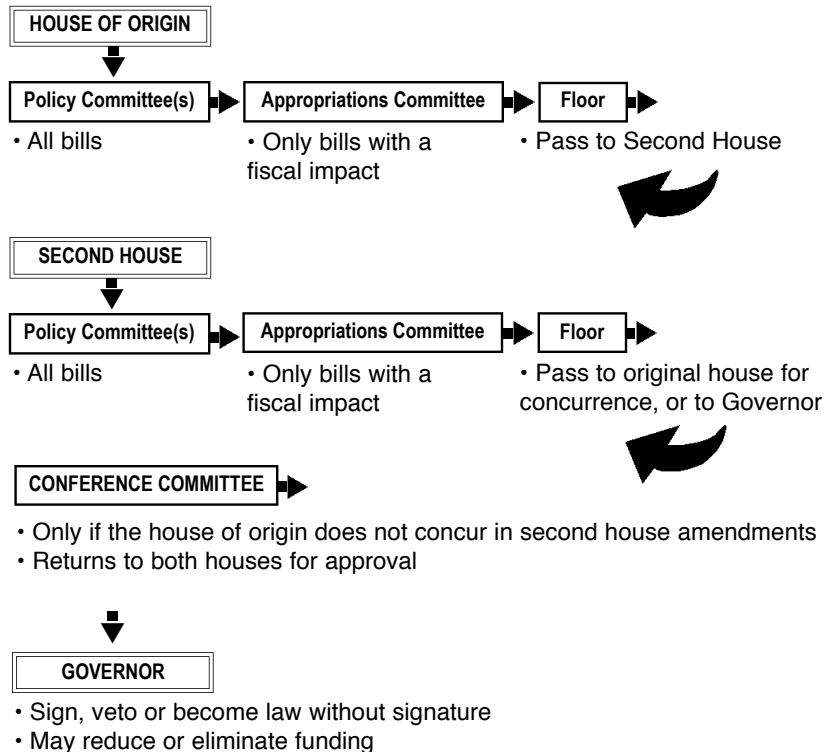 HOUSE OF ORIGIN
Policy Committee(s)
Appropriations Committee
Floor
• All bills
• Only bills with a
fiscal impact
• Pass to Second House
SECOND HOUSE
Policy Committee(s)
Appropriations Committee
Floor
• All bills
• Only bills with a
fiscal impact
• Pass to original house for
concurrence, or to Governor
CONFERENCE COMMITTEE
• Only if the house of origin does not concur in second house amendments
• Returns to both houses for approval
GOVERNOR
• Sign, veto or become law without signature
• May reduce or eliminate funding